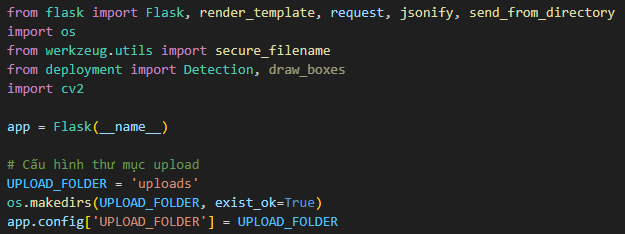 from flask import Flask, render_template, request, jsonify, send_from_directory
import os
from werkzeug.utils import secure_filename
from deployment import Detection, draw_boxes
import cv2
app = Flask(__name__)
# Cấu hình thư mục upload
UPLOAD_FOLDER = 'uploads'
os.makedirs(UPLOAD_FOLDER, exist_ok=True)
app.config['UPLOAD_FOLDER'] = UPLOAD_FOLDER